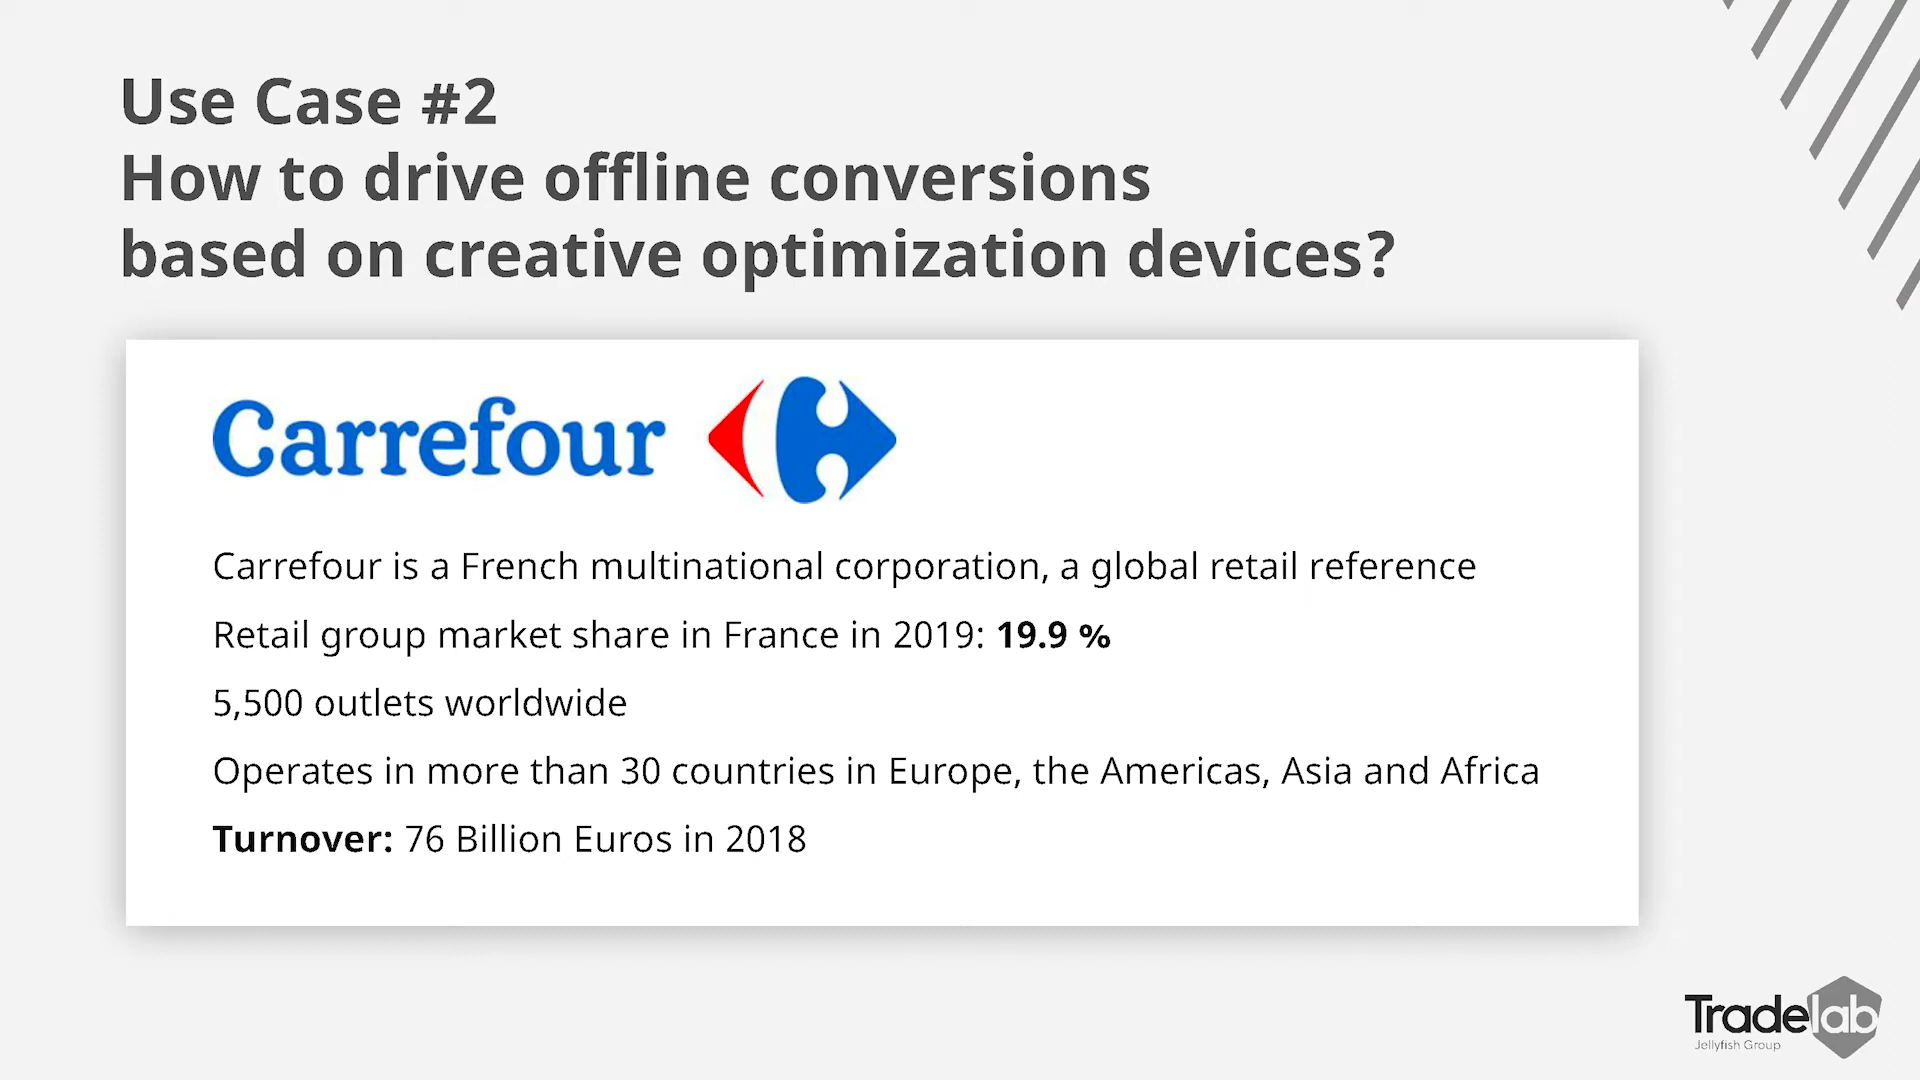 Use Case #2
How to drive offline conversions
based on creative optimization devices?
Carrefour
Carrefour is a French multinational corporation, a global retail reference
Retail group market share in France in 2019: 19.9 %
5,500 outlets worldwide
Operates in more than 30 countries in Europe, the Americas, Asia and Africa
Turnover: 76 Billion Euros in 2018
Tradelab
Jellyfish Group